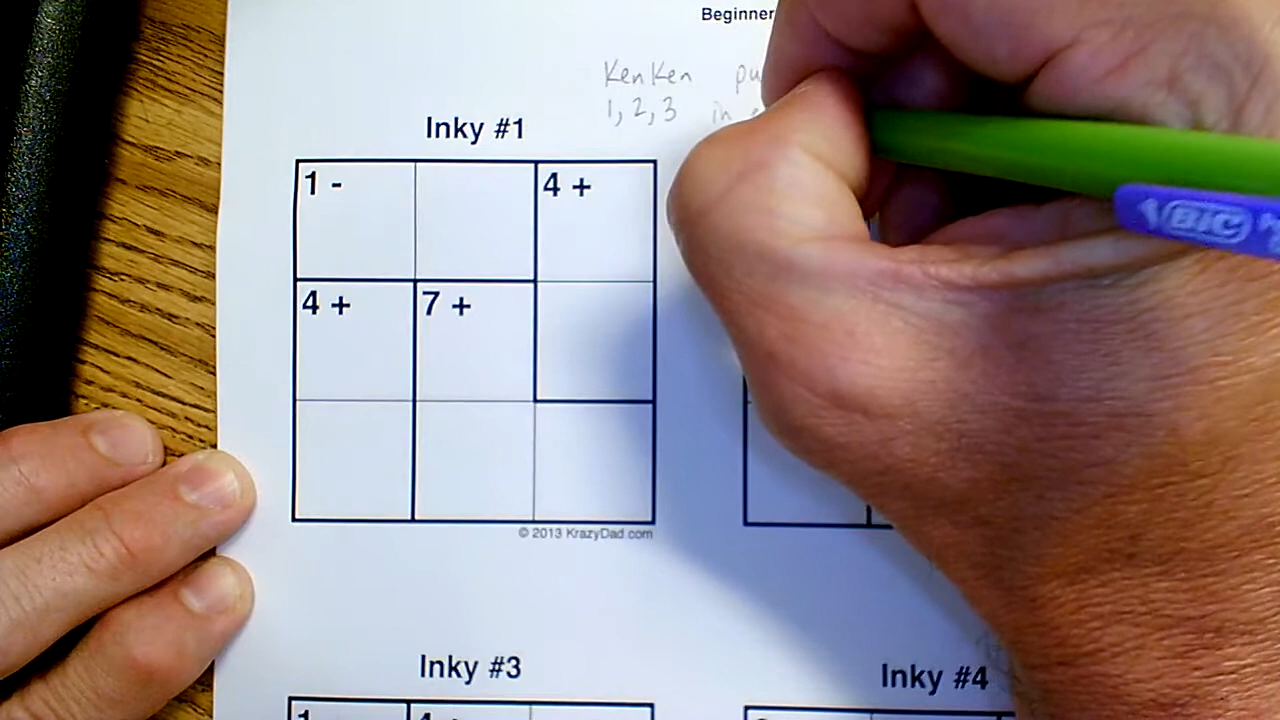 Beginner
KenKen
1, 2, 3 in
Inky #1
1 -
4 +
4 +
7 +
© 2013 KrazyDad.com
BIC
Inky #3
Inky #4